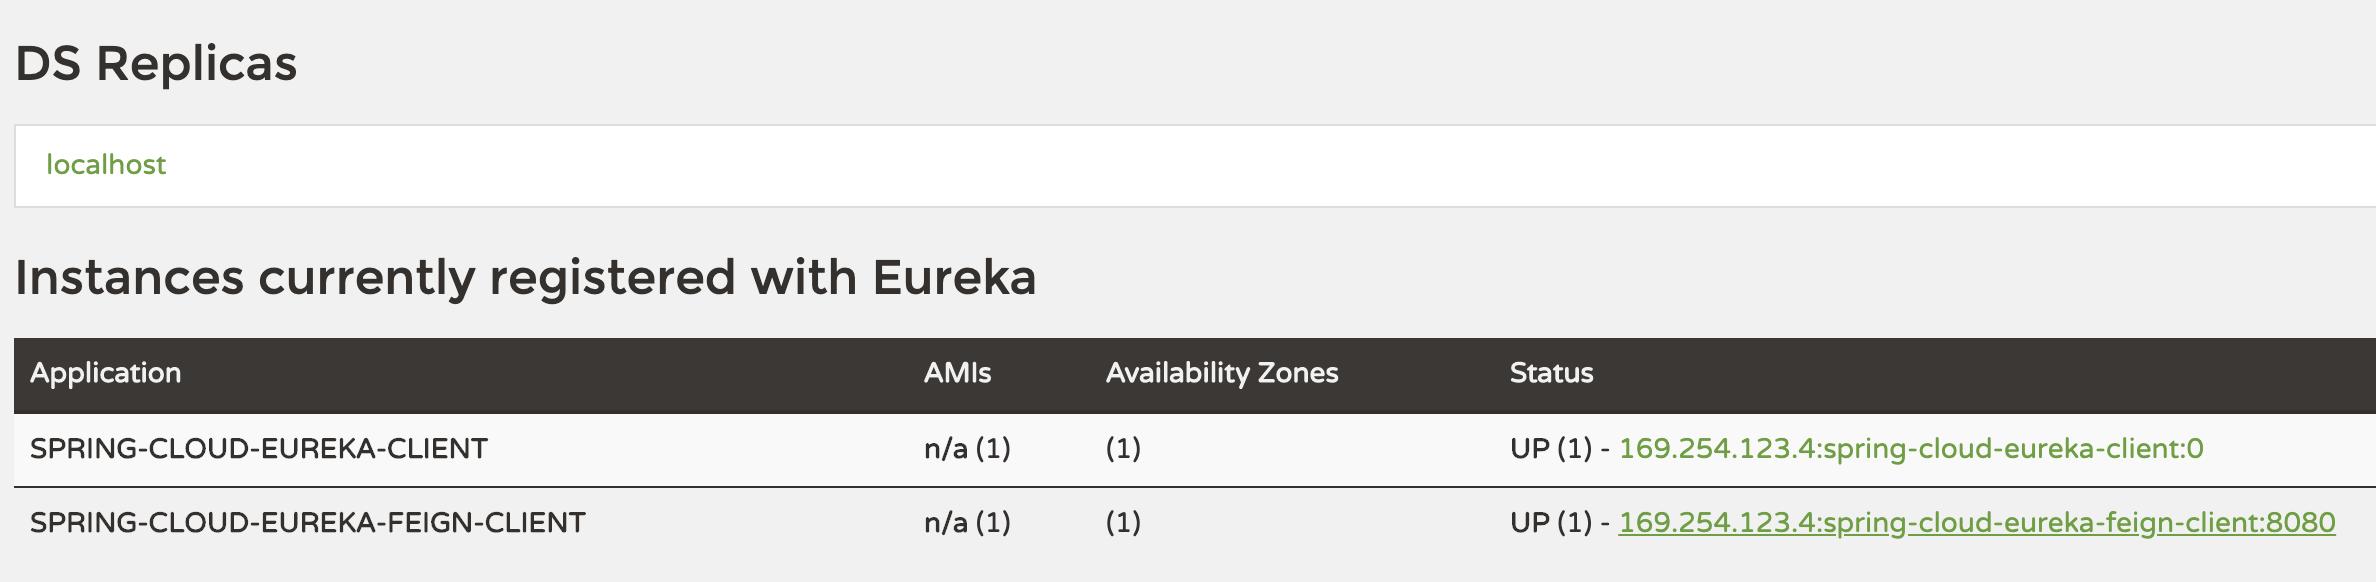 DS Replicas
localhost
Instances currently registered with Eureka
Application AMIs Availability Zones Status
SPRING-CLOUD-EUREKA-CLIENT n/a (1) (1) UP (1) - 169.254.123.4:spring-cloud-eureka-client:0
SPRING-CLOUD-EUREKA-FEIGN-CLIENT n/a (1) (1) UP (1) - 169.254.123.4:spring-cloud-eureka-feign-client:8080